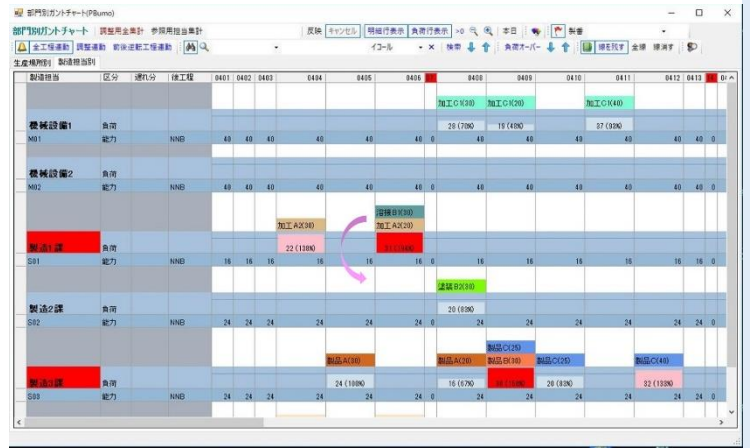 部門別ガントチャート(PBumo)
部門別ガントチャート 調整用全集計 参照用担当集計 反映 キャンセル 明細行表示 負荷行表示 >0 本日 製番
全工程連動 調整連動 前後逆転工程連動 イコール × 検索 負荷オーバー 線を残す 全線 線消す
生産場所別 製造担当別
製造担当 区分 遅れ分 後工程 0401 0402 0403 0404 0405 0406 0408 0409 0410 0411 0412 0413
加工C1(30) 加工C1(20) 加工C1(40)
機械設備1 負荷 28 (70%) 19 (48%) 37 (93%)
M01 能力 NNB 40 40 40 40 40 40 0 40 40 40 40 40 40 0
機械設備2 負荷
M02 能力 NNB 40 40 40 40 40 40 0 40 40 40 40 40 40 0
溶接B1(30)
加工A2(30) 加工A2(20)
製造1課 負荷 22 (138%)
S01 能力 NNB 16 16 16 16 16 16 0 16 16 16 16 16 16 0
塗装B2(30)
製造2課 負荷 20 (83%)
S02 能力 NNB 24 24 24 24 24 24 0 24 24 24 24 24 24 0
製品C(25)
製品A(30) 製品A(20) 製品B(30) 製品C(25) 製品C(40)
製造3課 負荷 24 (100%) 16 (67%) 20 (83%) 32 (133%)
S03 能力 NNB 24 24 24 24 24 24 0 24 24 24 24 24 24 0